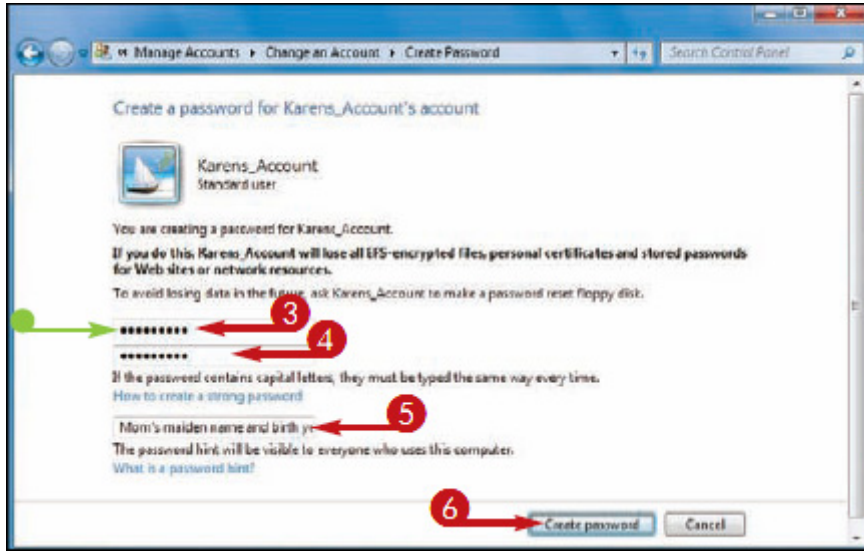 « Manage Accounts ▸ Change an Account ▸ Create Password
Search Control Panel
Create a password for Karens_Account's account
Karens_Account
Standard user
You are creating a password for Karens_Account.
If you do this, Karens_Account will lose all EFS-encrypted files, personal certificates and stored passwords
for Web sites or network resources.
To avoid losing data in the future, ask Karens_Account to make a password reset floppy disk.
••••••••• 3
••••••••• 4
If the password contains capital letters, they must be typed the same way every time.
How to create a strong password
Mom's maiden name and birth ye 5
The password hint will be visible to everyone who uses this computer.
What is a password hint?
6 Create password Cancel